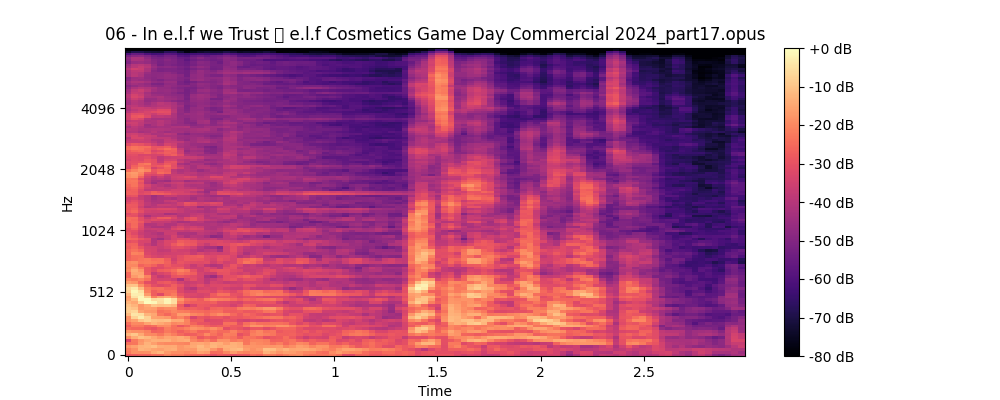 06 - In e.l.f we Trust ▯ e.l.f Cosmetics Game Day Commercial 2024_part17.opus
Hz
4096
2048
1024
512
0
0
0.5
1
1.5
2
2.5
Time
+0 dB
-10 dB
-20 dB
-30 dB
-40 dB
-50 dB
-60 dB
-70 dB
-80 dB